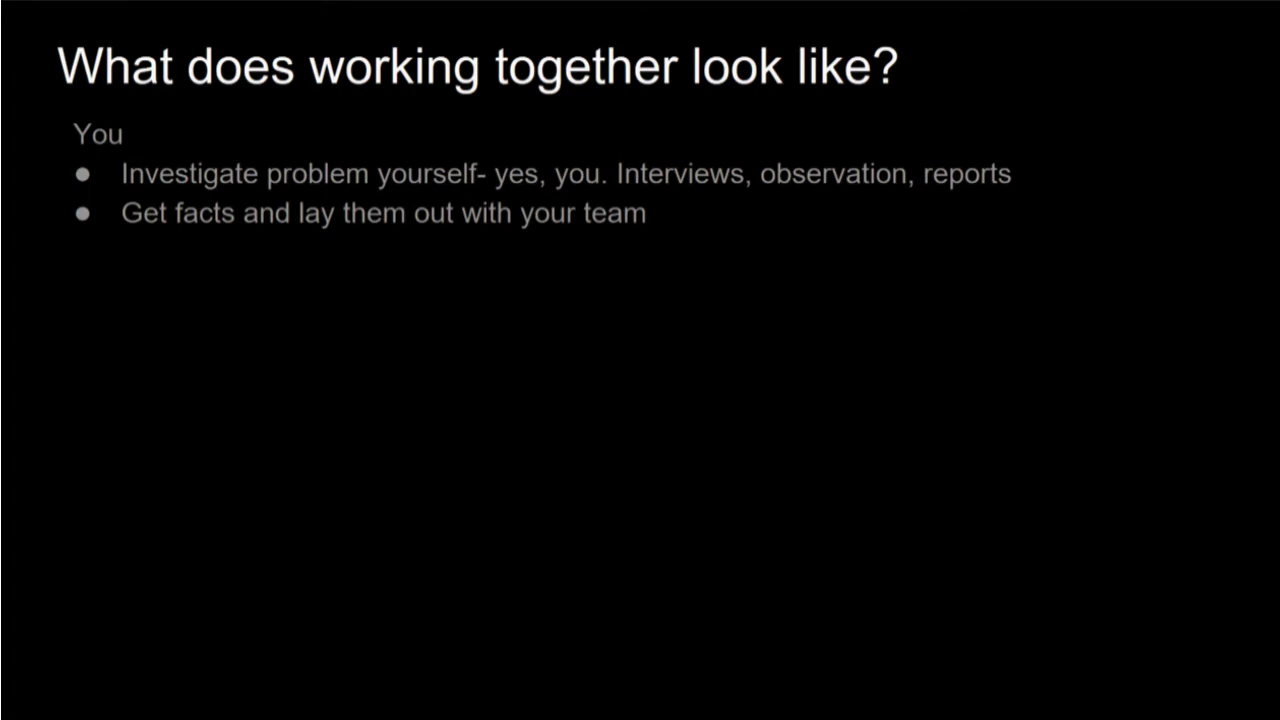 What does working together look like?
You
● Investigate problem yourself- yes, you. Interviews, observation, reports
● Get facts and lay them out with your team